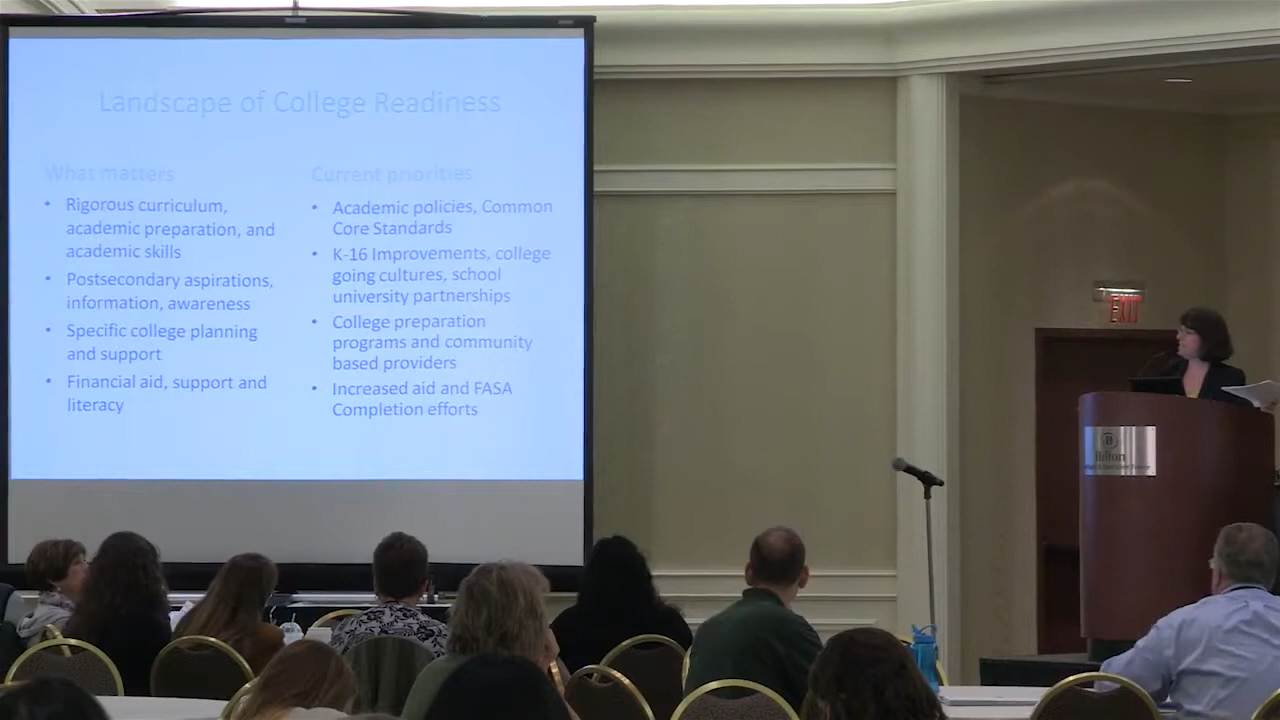 Landscape of College Readiness
What matters
• Rigorous curriculum,
academic preparation, and
academic skills
• Postsecondary aspirations,
information, awareness
• Specific college planning
and support
• Financial aid, support and
literacy
Current priorities
• Academic policies, Common
Core Standards
• K-16 Improvements, college
going cultures, school
university partnerships
• College preparation
programs and community
based providers
• Increased aid and FASA
Completion efforts
EXIT
Hilton